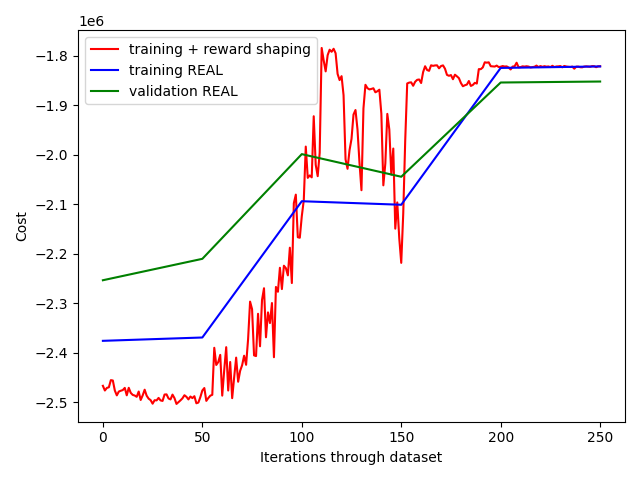 1e6
training + reward shaping
training REAL
validation REAL
−1.8
−1.9
−2.0
−2.1
−2.2
−2.3
−2.4
−2.5
Cost
0 50 100 150 200 250
Iterations through dataset